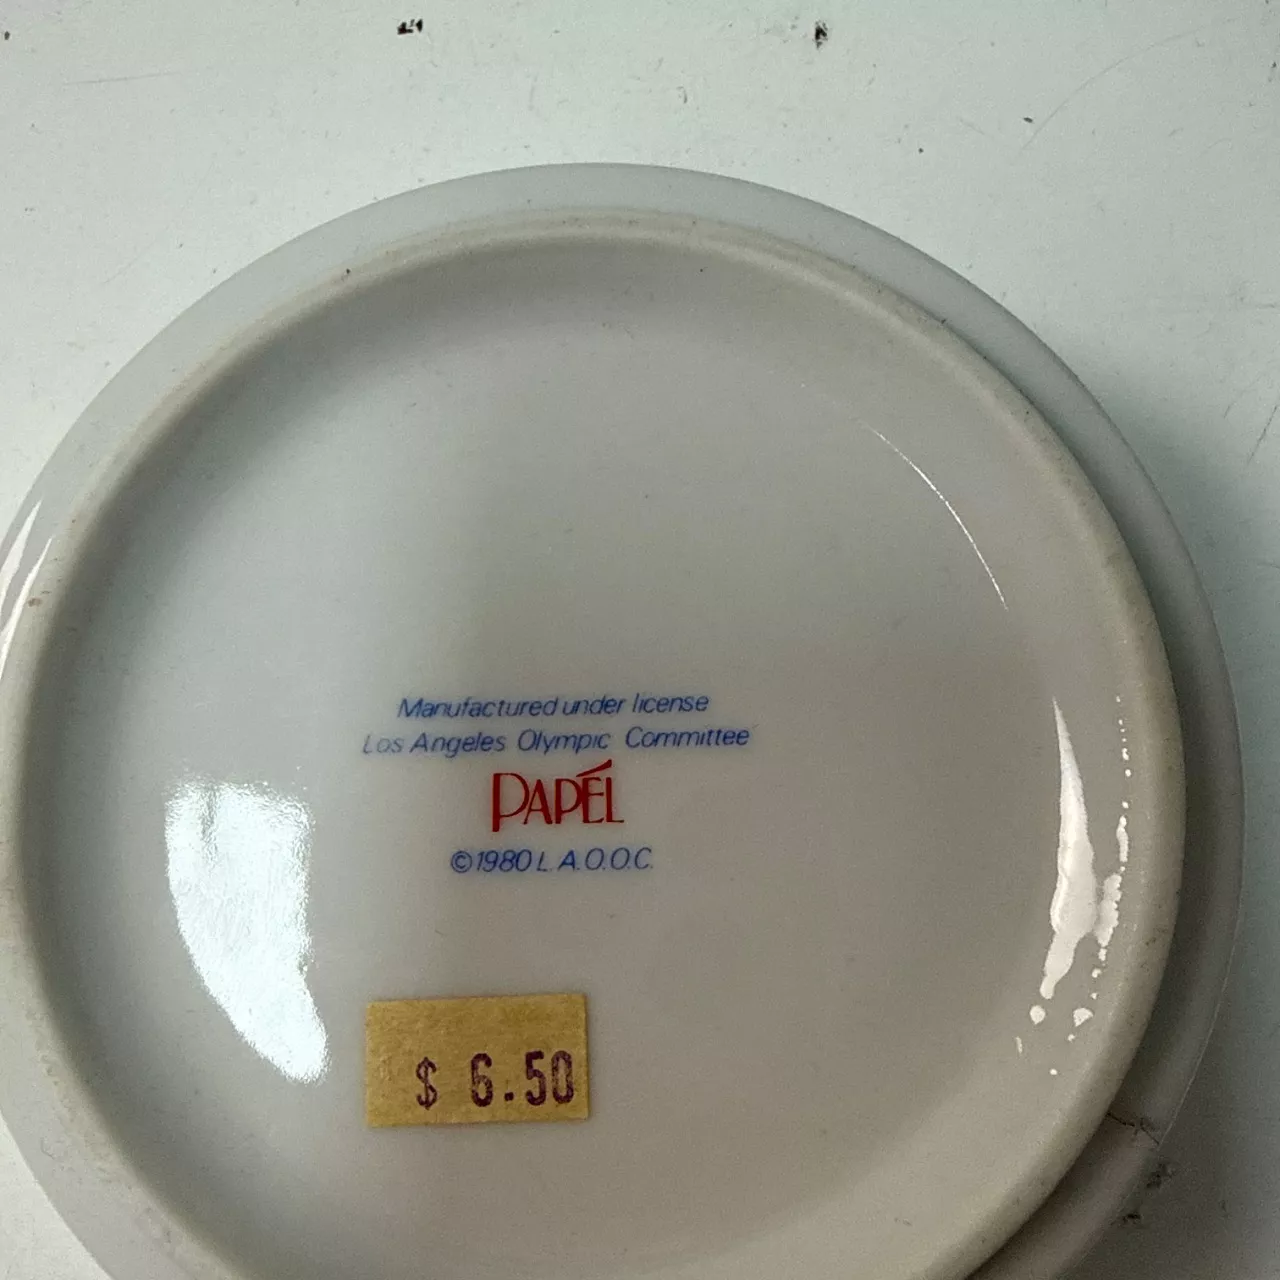 Manufactured under license
Los Angeles Olympic Committee
PAPÉL
©1980 L.A.O.O.C.
$ 6.50